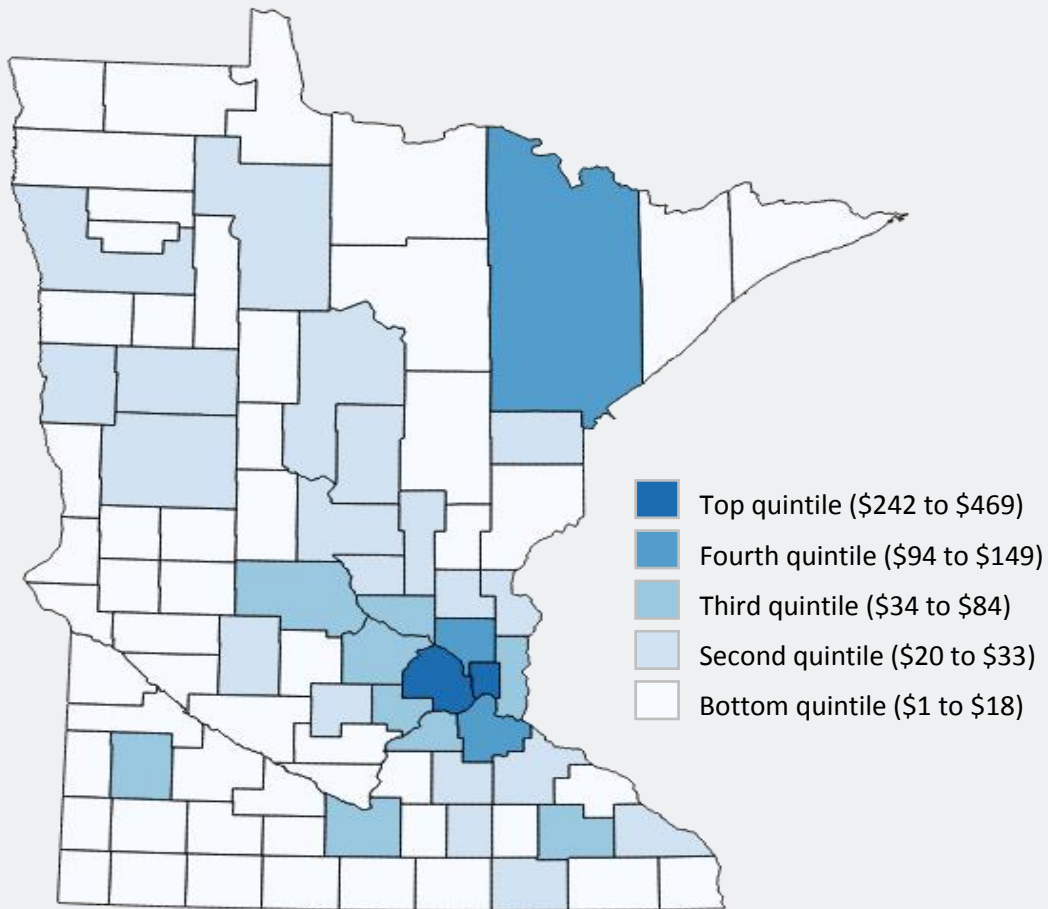 Top quintile ($242 to $469)
Fourth quintile ($94 to $149)
Third quintile ($34 to $84)
Second quintile ($20 to $33)
Bottom quintile ($1 to $18)